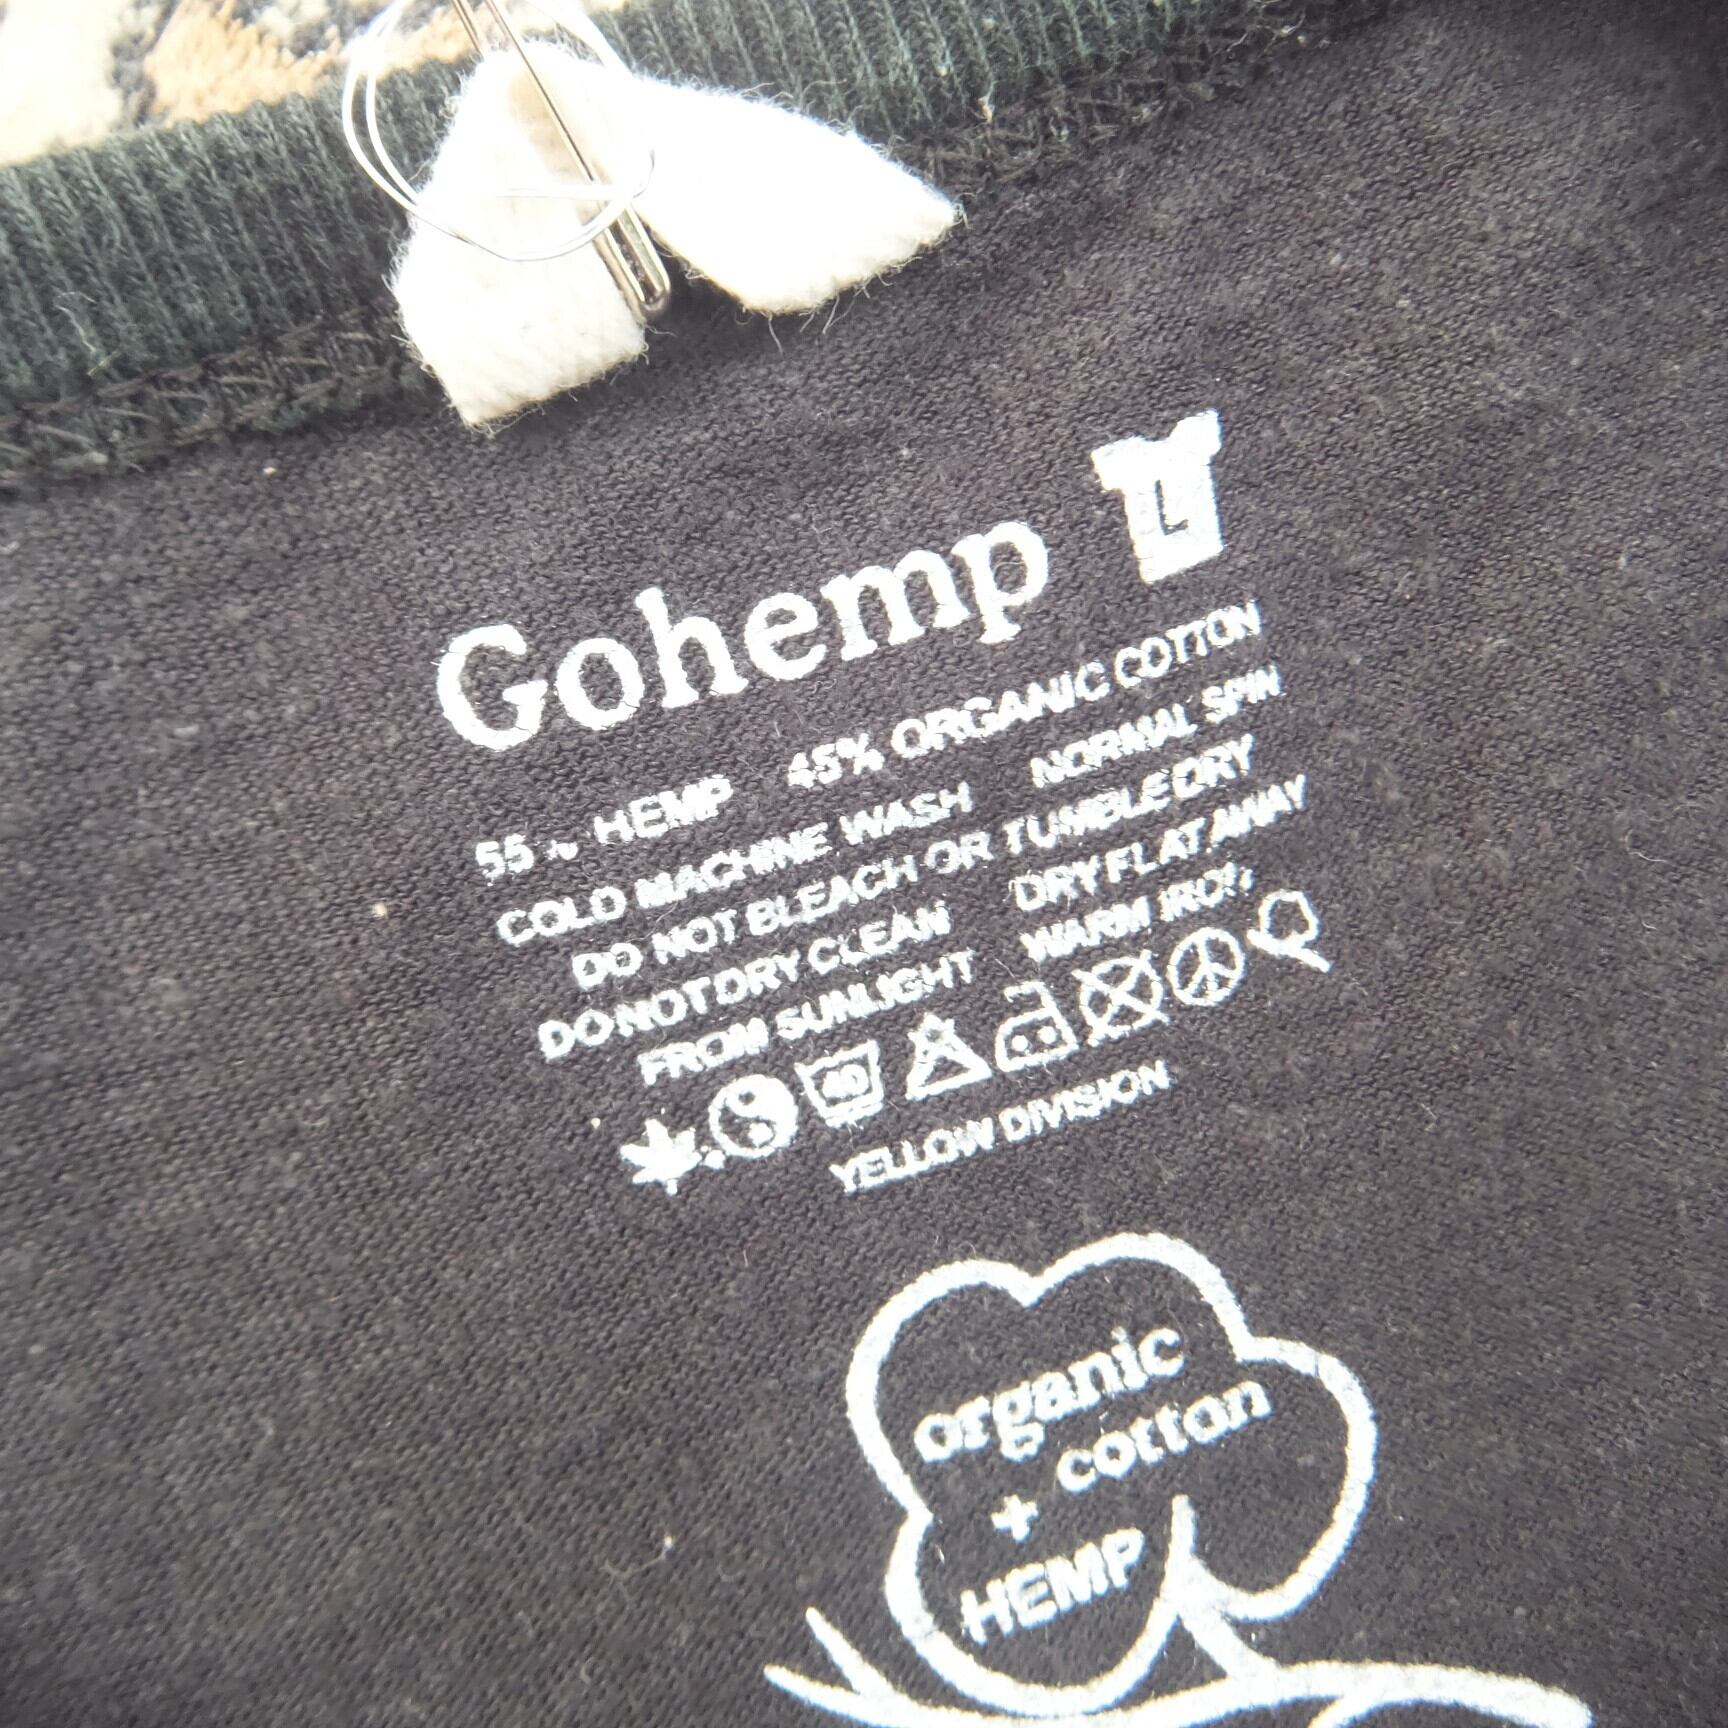 Gohemp L
55% HEMP 45% ORGANIC COTTON
COLD MACHINE WASH NORMAL SPIN
DO NOT BLEACH OR TUMBLE DRY
DO NOT DRY CLEAN DRY FLAT AWAY
FROM SUNLIGHT WARM IRON
40
YELLOW DIVISION
organic
+ cotton
HEMP